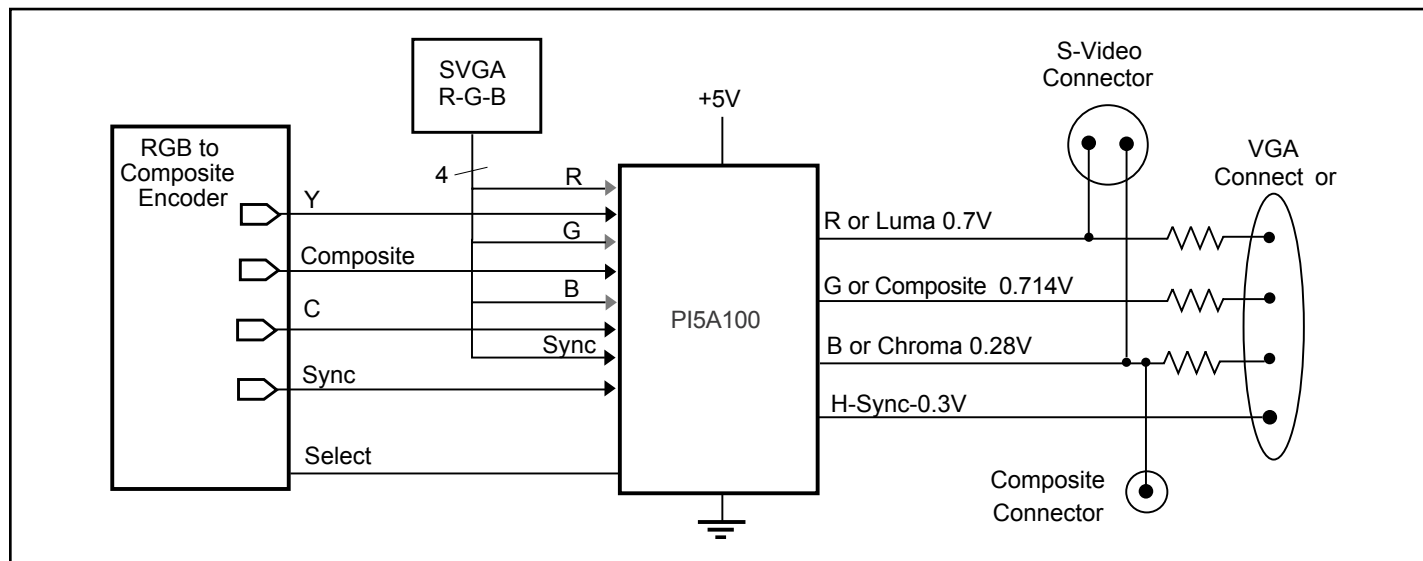 SVGA
R-G-B
S-Video
Connector
+5V
RGB to
Composite
Encoder
VGA
Connect or
4
R
Y
G
R or Luma 0.7V
Composite
B
G or Composite 0.714V
C
PI5A100
Sync
B or Chroma 0.28V
Sync
H-Sync-0.3V
Select
Composite
Connector